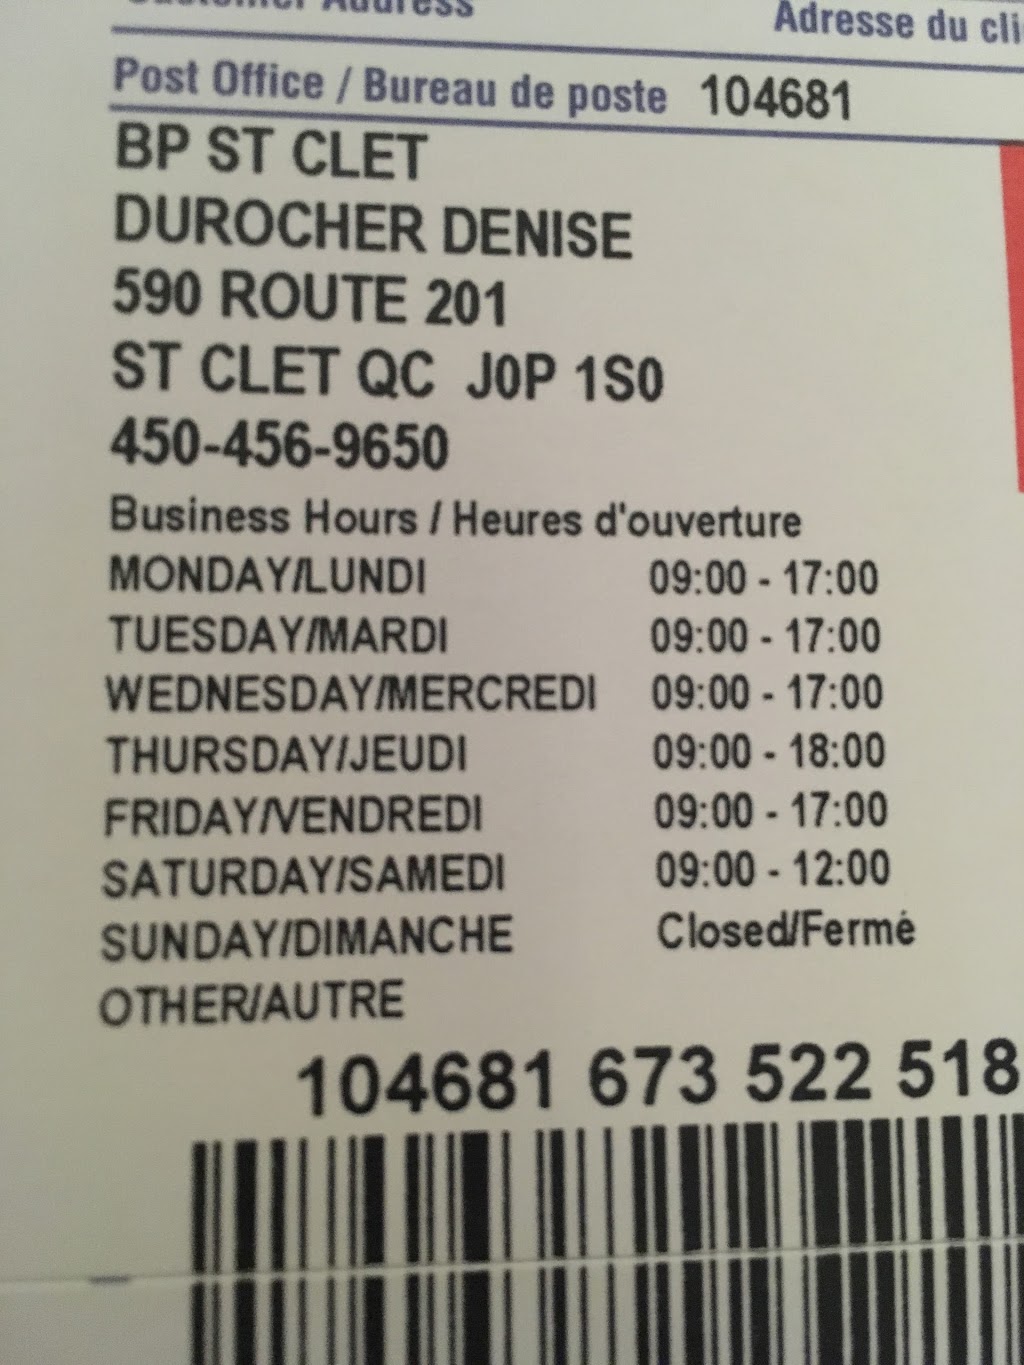 Customer Address Adresse du cli
Post Office / Bureau de poste 104681
BP ST CLET
DUROCHER DENISE
590 ROUTE 201
ST CLET QC J0P 1S0
450-456-9650
Business Hours / Heures d'ouverture
MONDAY/LUNDI 09:00 - 17:00
TUESDAY/MARDI 09:00 - 17:00
WEDNESDAY/MERCREDI 09:00 - 17:00
THURSDAY/JEUDI 09:00 - 18:00
FRIDAY/VENDREDI 09:00 - 17:00
SATURDAY/SAMEDI 09:00 - 12:00
SUNDAY/DIMANCHE Closed/Fermé
OTHER/AUTRE
104681 673 522 518